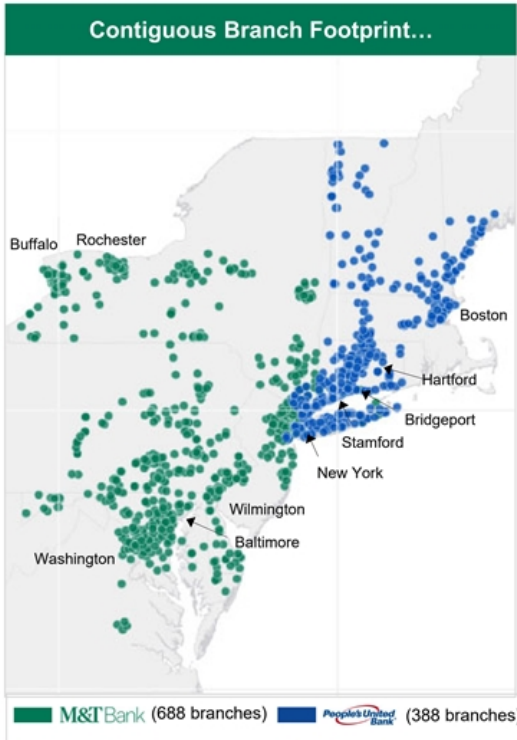 Contiguous Branch Footprint…
Buffalo
Rochester
Boston
Hartford
Bridgeport
Stamford
New York
Wilmington
Baltimore
Washington
M&T Bank (688 branches) People's United Bank (388 branches)